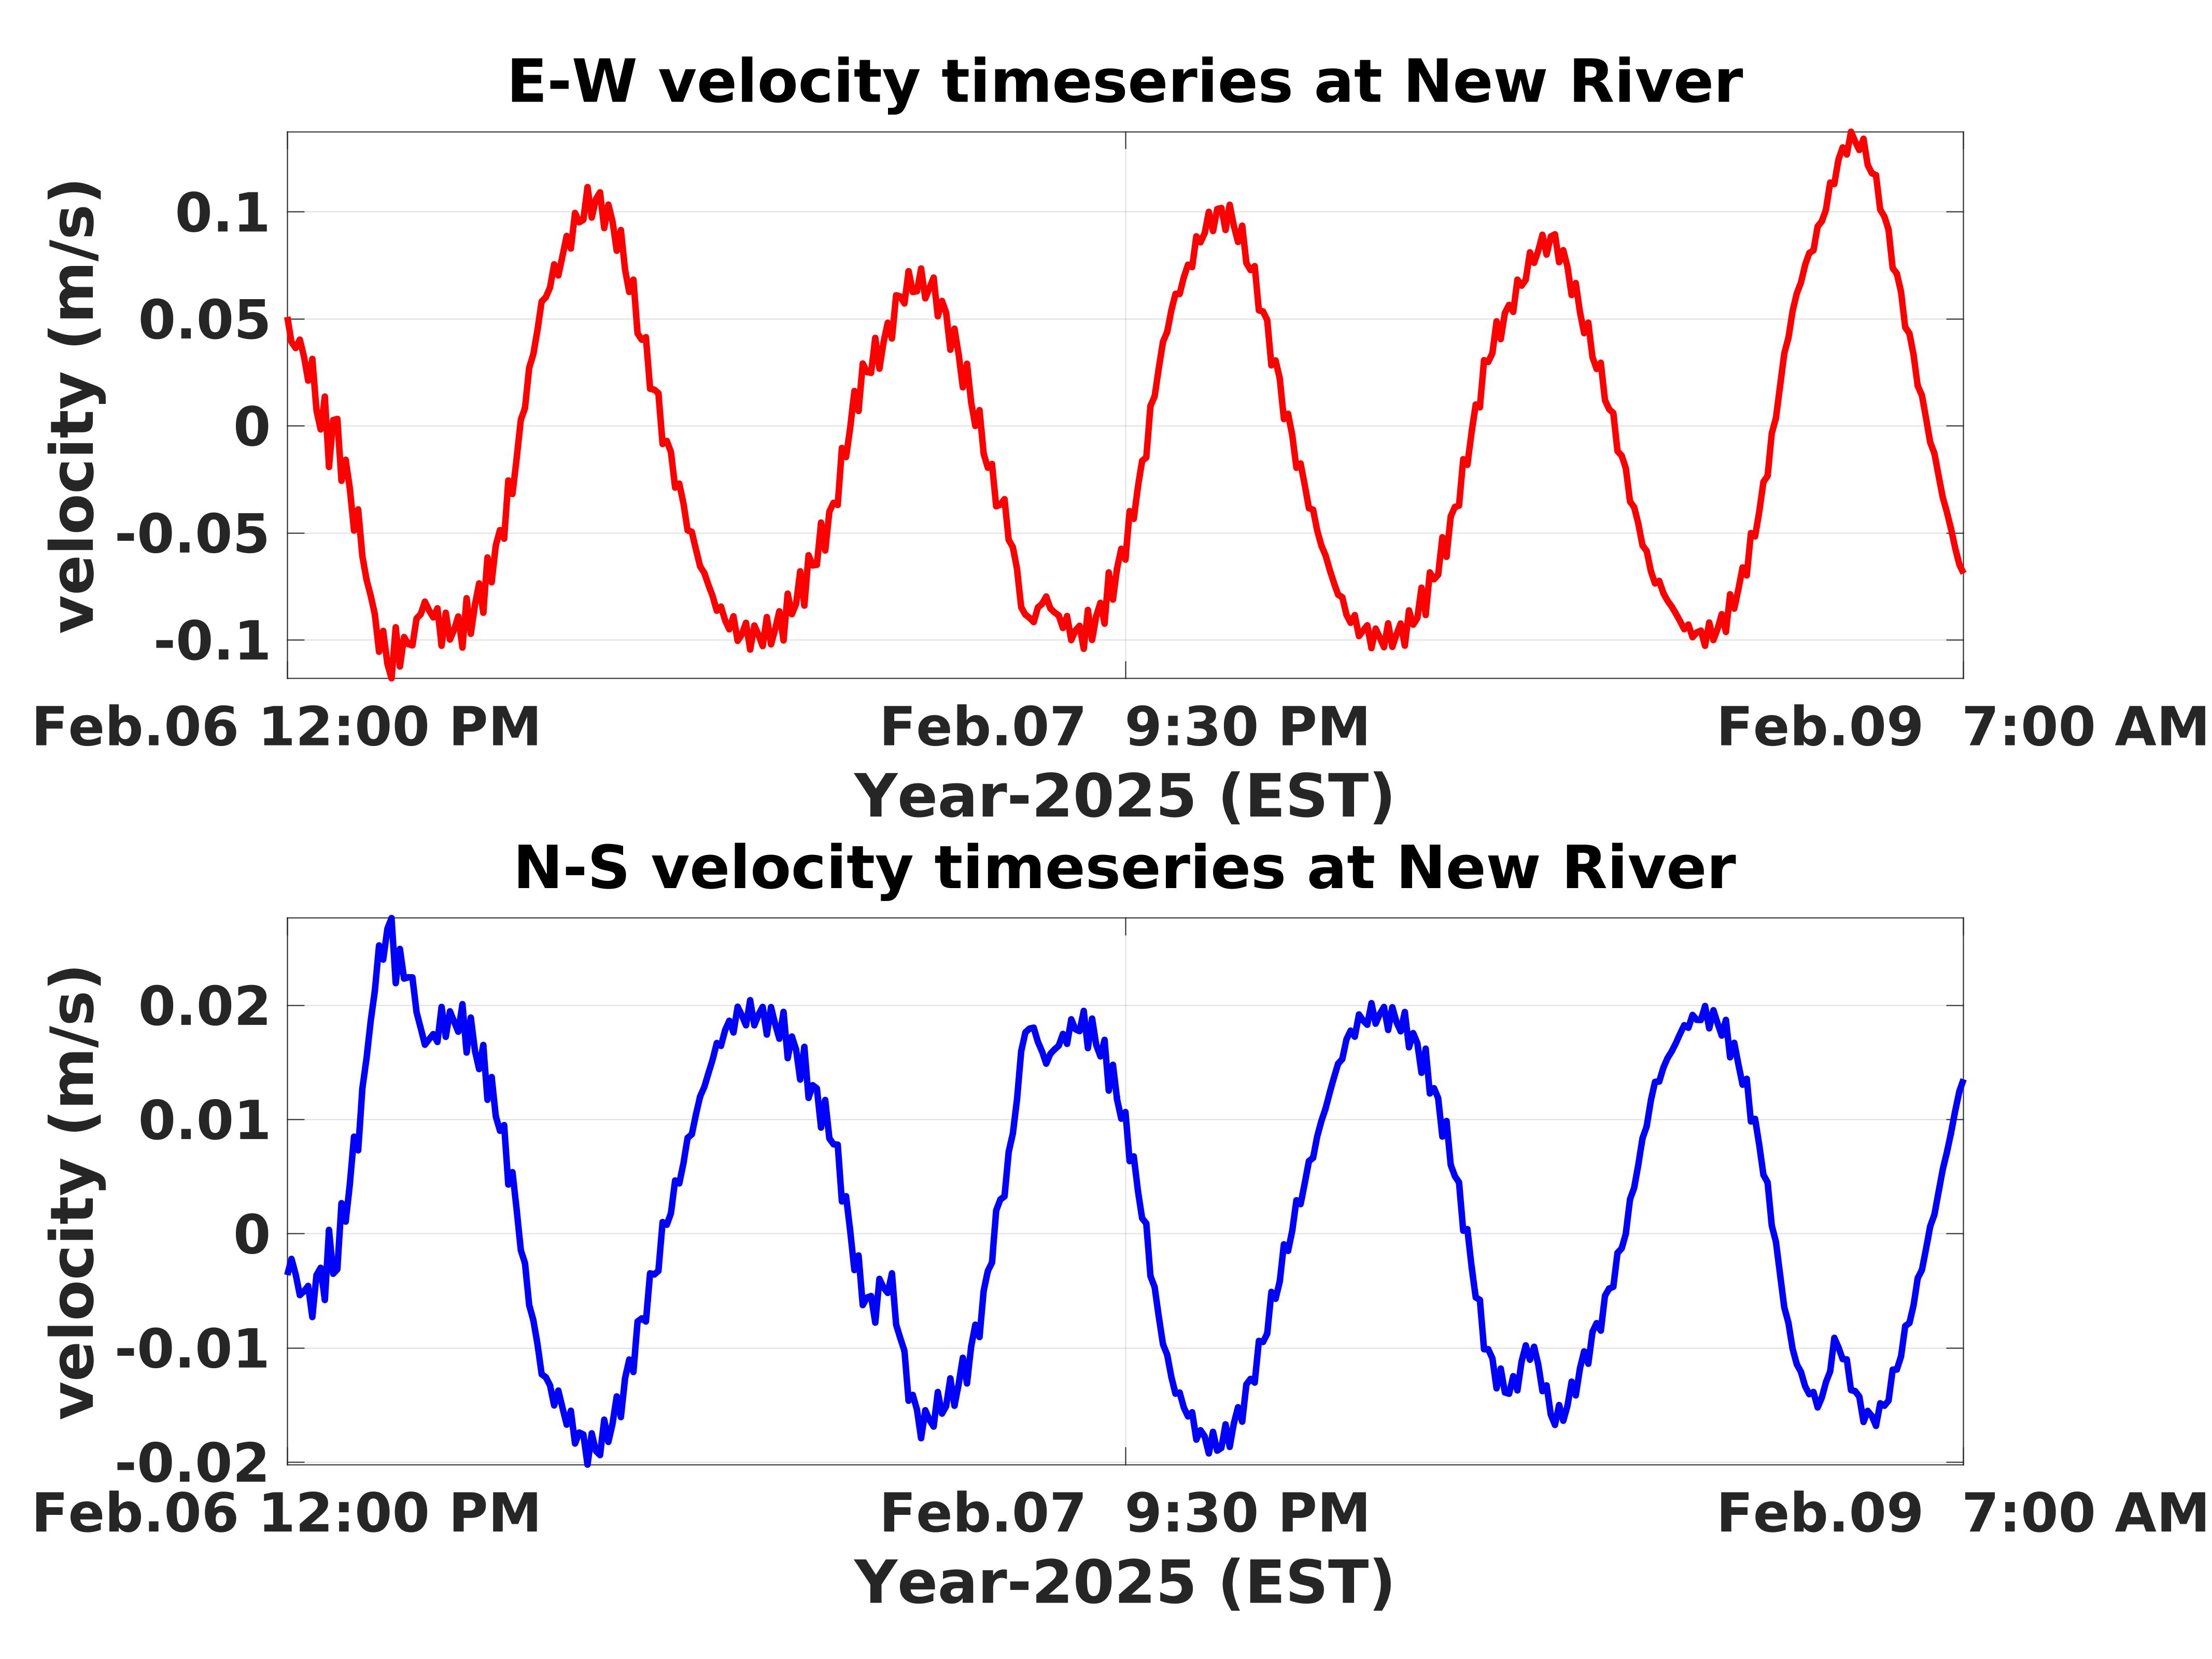 E-W velocity timeseries at New River
velocity (m/s)
0.1
0.05
0
-0.05
-0.1
Feb.06 12:00 PM Feb.07  9:30 PM Feb.09  7:00 AM
Year-2025 (EST)
N-S velocity timeseries at New River
velocity (m/s)
0.02
0.01
0
-0.01
-0.02
Feb.06 12:00 PM Feb.07  9:30 PM Feb.09  7:00 AM
Year-2025 (EST)